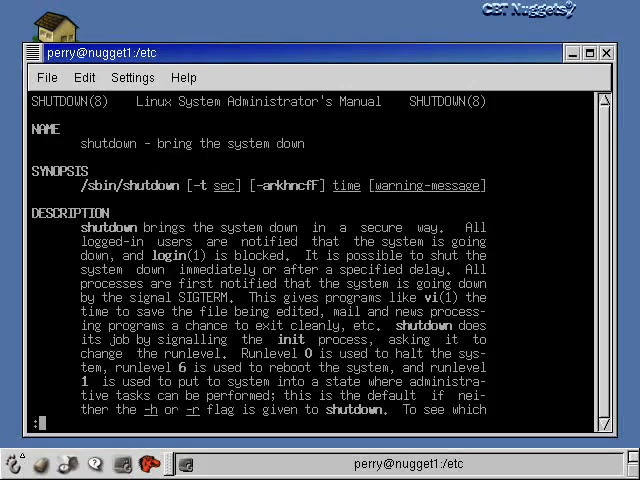 CBT Nuggets
perry@nugget1:/etc
File Edit Settings Help
SHUTDOWN(8) Linux System Administrator's Manual SHUTDOWN(8)
NAME
shutdown - bring the system down
SYNOPSIS
/sbin/shutdown [-t sec] [-arkhncfF] time [warning-message]
DESCRIPTION
shutdown brings the system down in a secure way. All
logged-in users are notified that the system is going
down, and login(1) is blocked. It is possible to shut the
system down immediately or after a specified delay. All
processes are first notified that the system is going down
by the signal SIGTERM. This gives programs like vi(1) the
time to save the file being edited, mail and news process-
ing programs a chance to exit cleanly, etc. shutdown does
its job by signalling the init process, asking it to
change the runlevel. Runlevel 0 is used to halt the sys-
tem, runlevel 6 is used to reboot the system, and runlevel
1 is used to put to system into a state where administra-
tive tasks can be performed; this is the default if nei-
ther the -h or -r flag is given to shutdown. To see which
:
perry@nugget1:/etc